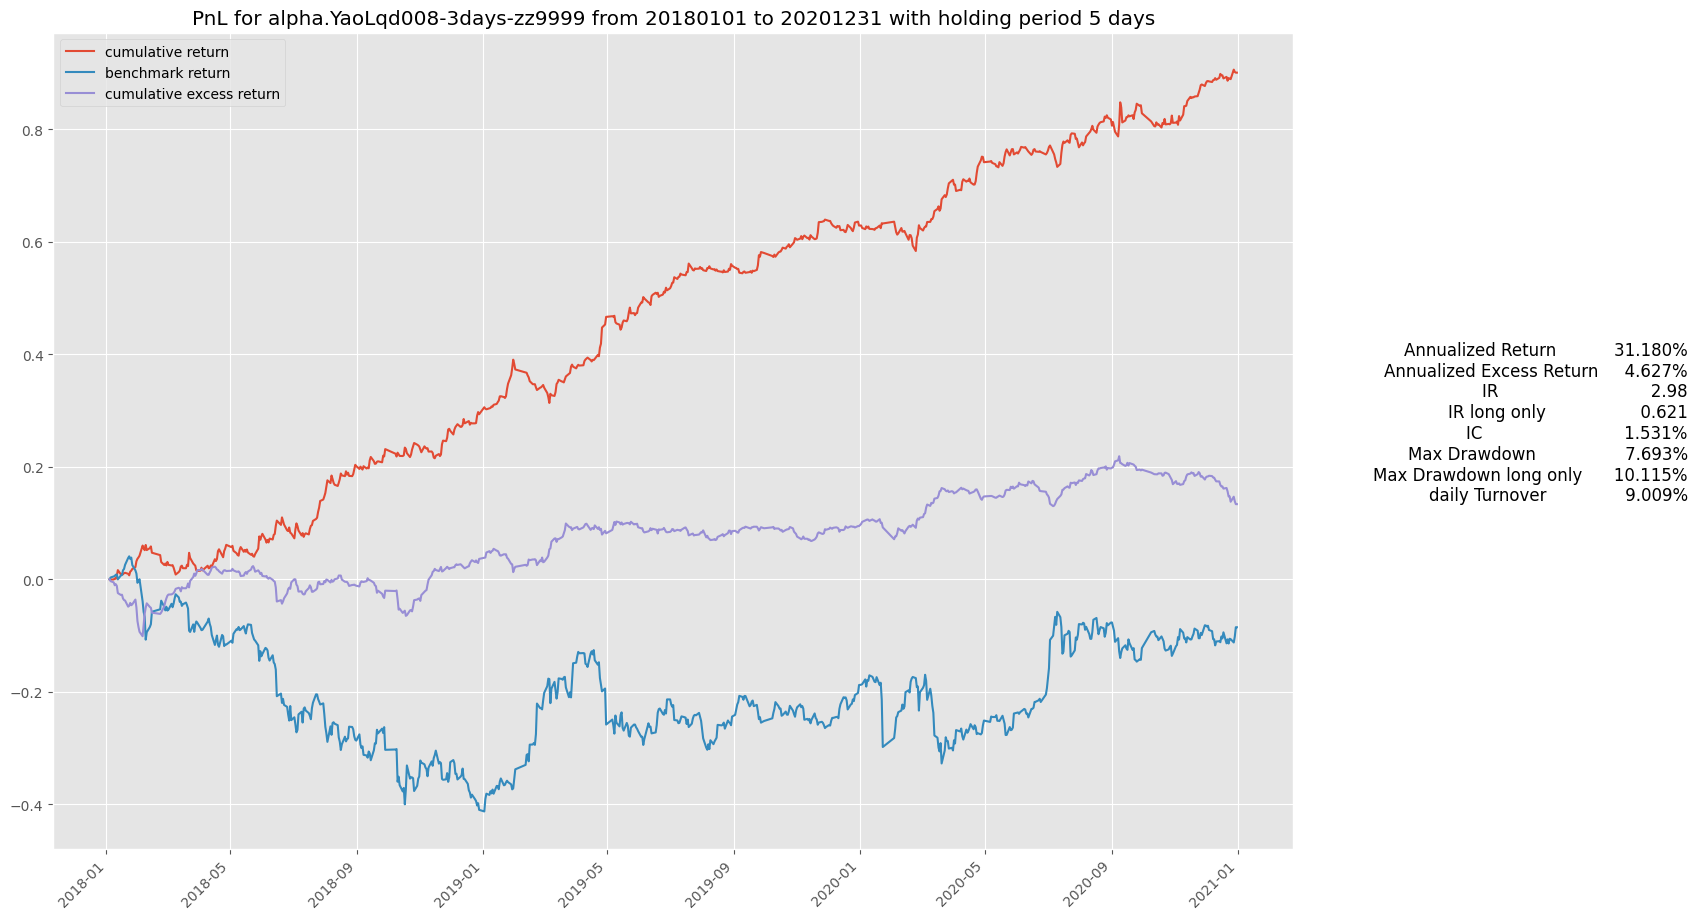 PnL for alpha.YaoLqd008-3days-zz9999 from 20180101 to 20201231 with holding period 5 days
cumulative return
benchmark return
cumulative excess return
0.8
0.6
0.4
0.2
0.0
−0.2
−0.4
2018-01
2018-05
2018-09
2019-01
2019-05
2019-09
2020-01
2020-05
2020-09
2021-01
Annualized Return 31.180%
Annualized Excess Return 4.627%
IR 2.98
IR long only 0.621
IC 1.531%
Max Drawdown 7.693%
Max Drawdown long only 10.115%
daily Turnover 9.009%